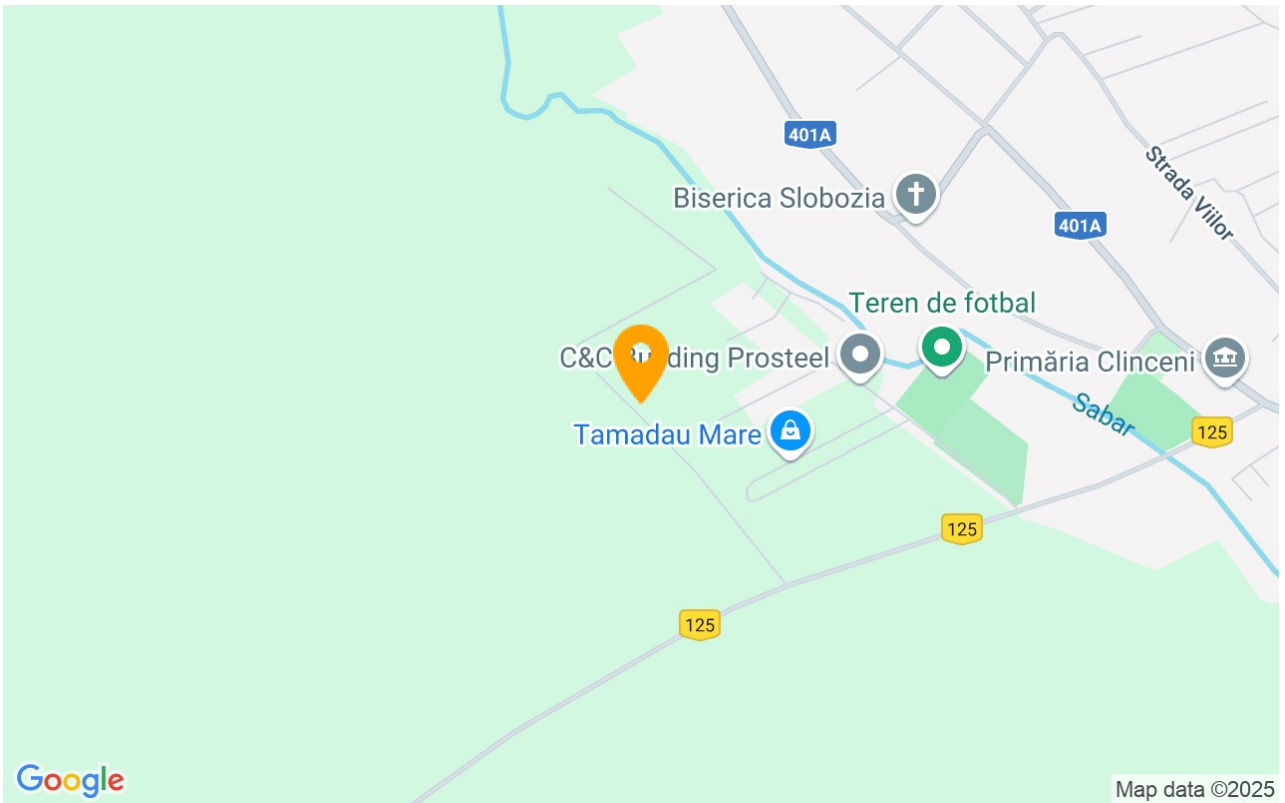 401A
Biserica Slobozia
Strada Viilor
401A
Teren de fotbal
C&C Building Prosteel
Primăria Clinceni
Sabar
Tamadau Mare
125
125
125
Google
Map data ©2025